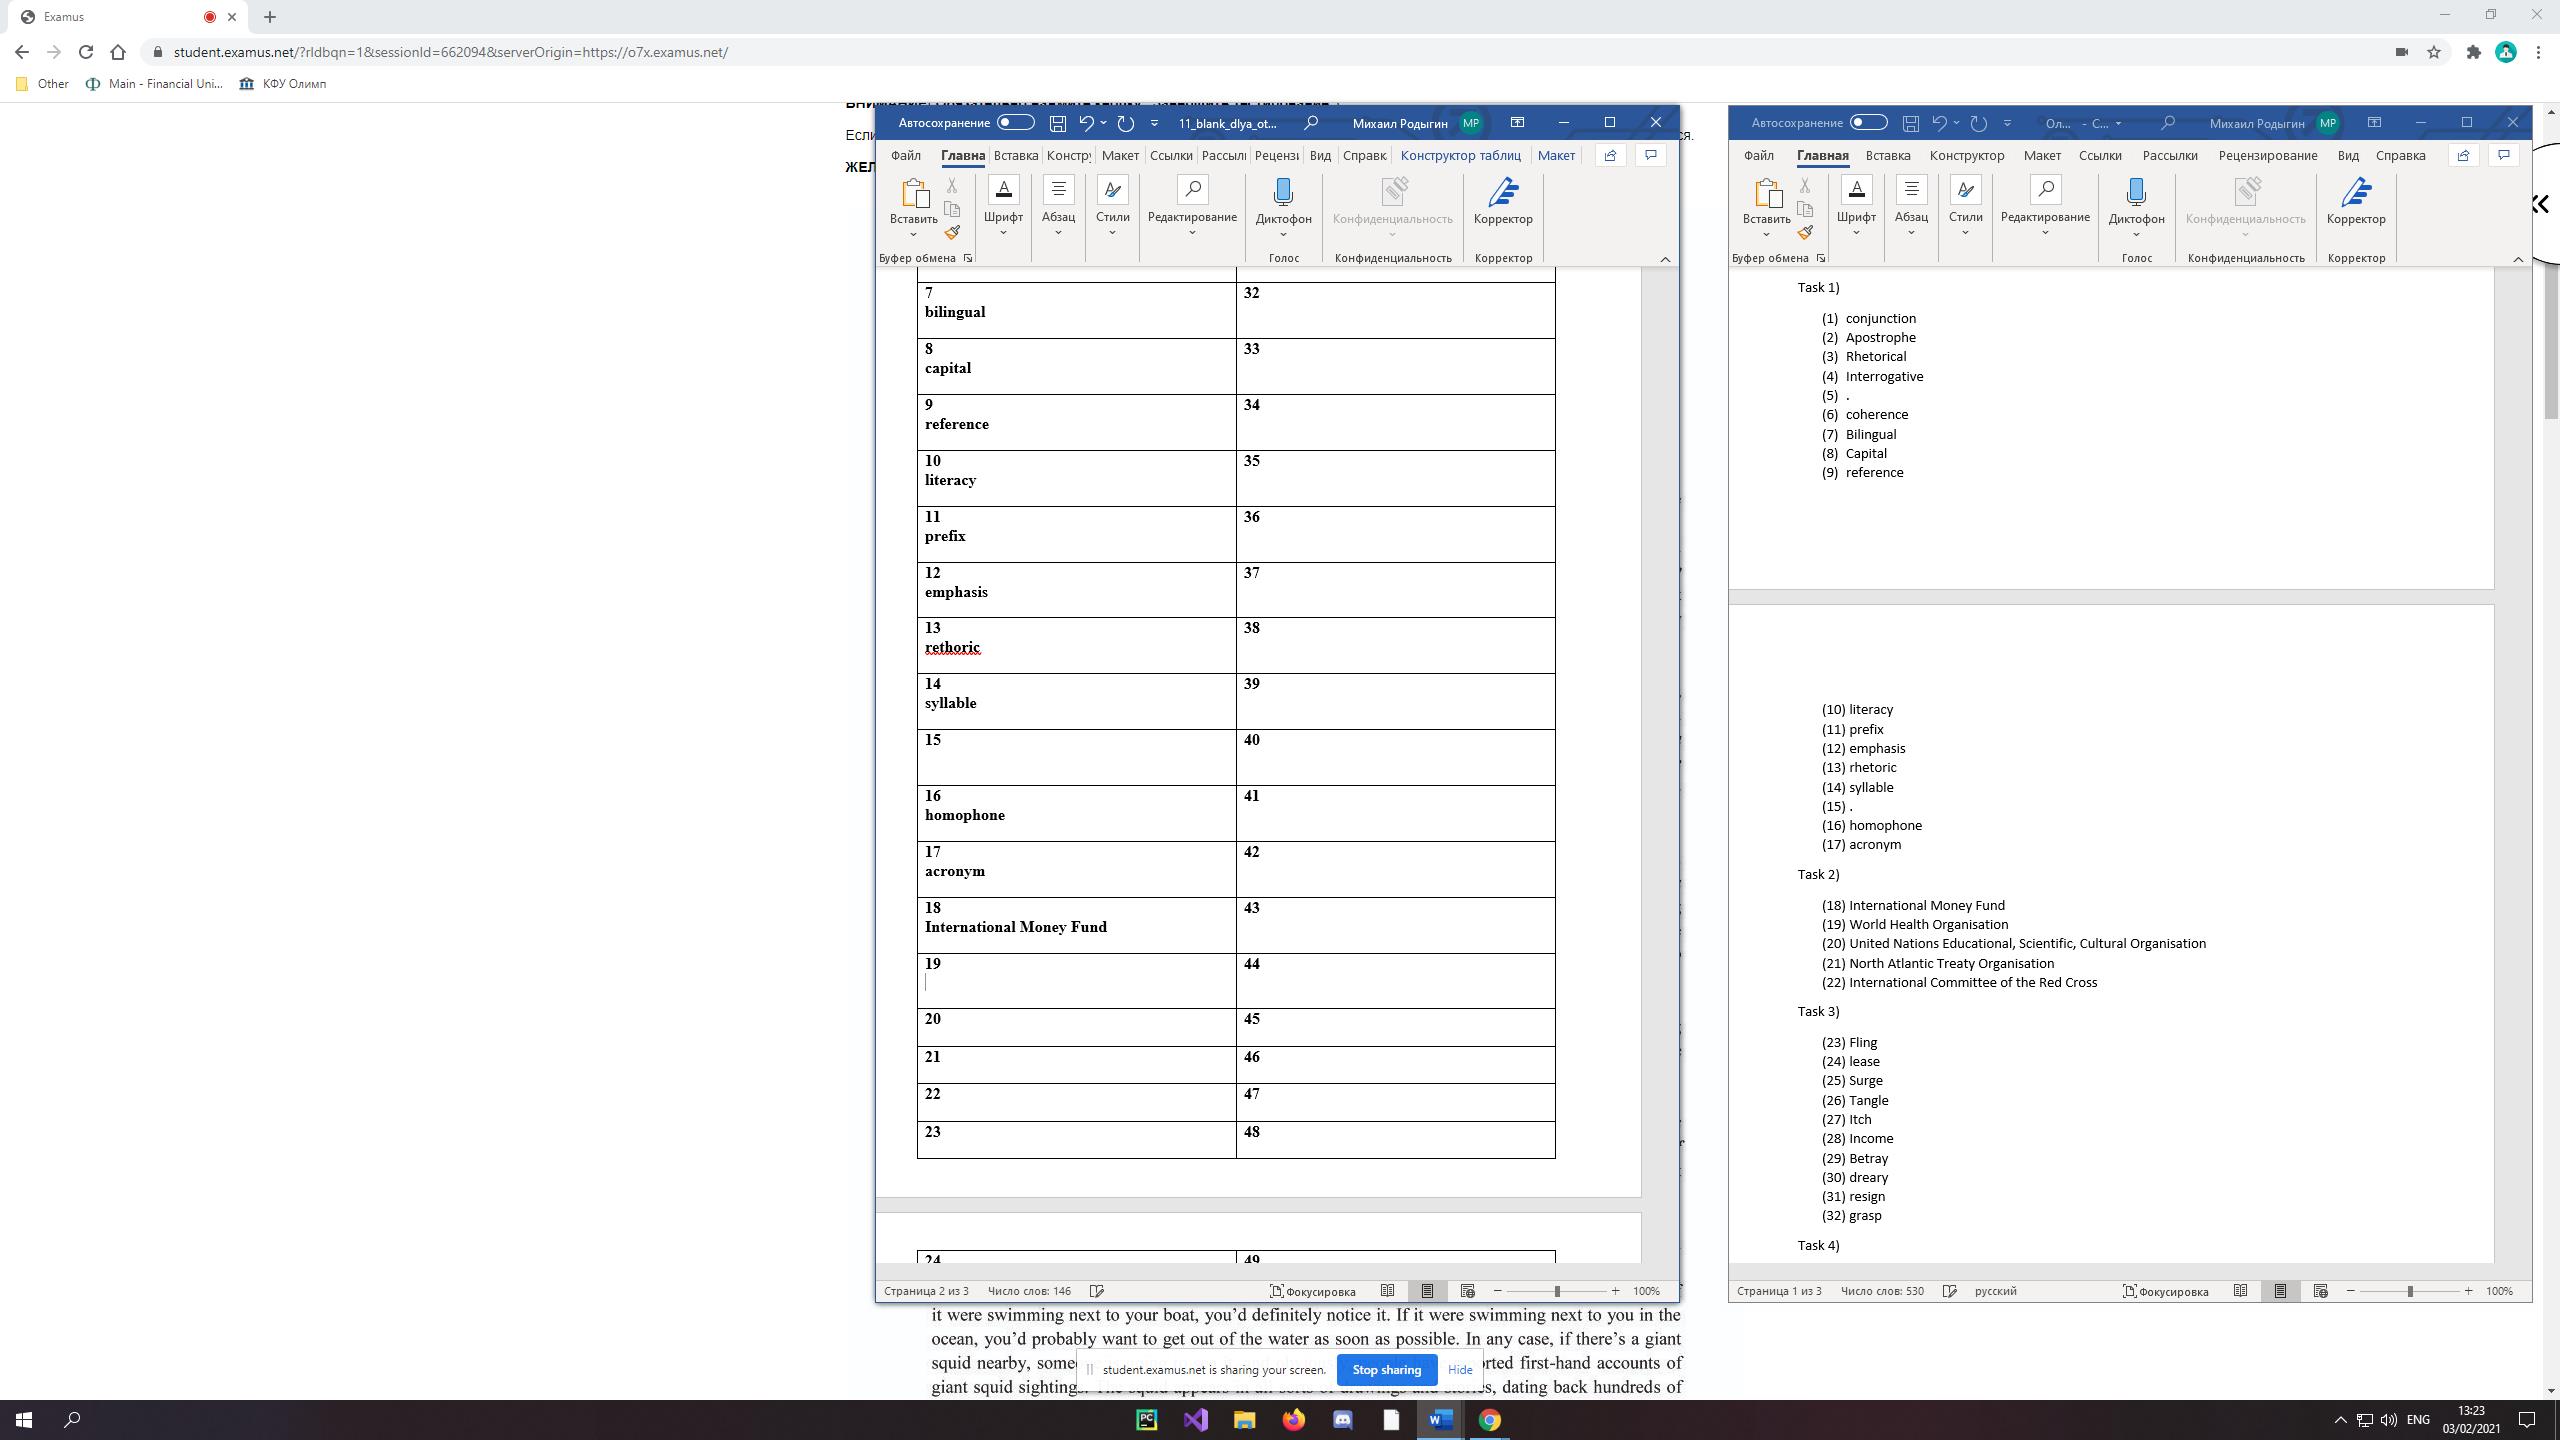 Examus
student.examus.net/?rldbqn=1&sessionId=662094&serverOrigin=https://o7x.examus.net/
Other Main - Financial Uni... КФУ Олимп
Если
ся.
ЖЕЛ
Автосохранение 11_blank_dlya_ot... Михаил Родыгин МР
Файл Главна Вставка Констру Макет Ссылки Рассылк Рецензи Вид Справк Конструктор таблиц Макет
Вставить Шрифт Абзац Стили Редактирование Диктофон Конфиденциальность Корректор
Буфер обмена Голос Конфиденциальность Корректор
7 32
bilingual
8 33
capital
9 34
reference
10 35
literacy
11 36
prefix
12 37
emphasis
13 38
rethoric
14 39
syllable
15 40
16 41
homophone
17 42
acronym
18 43
International Money Fund
19 44
20 45
21 46
22 47
23 48
24 49
Страница 2 из 3 Число слов: 146 Фокусировка 100%
Автосохранение Ол... - С... Михаил Родыгин МР
Файл Главная Вставка Конструктор Макет Ссылки Рассылки Рецензирование Вид Справка
Вставить Шрифт Абзац Стили Редактирование Диктофон Конфиденциальность Корректор
Буфер обмена Голос Конфиденциальность Корректор
Task 1)
(1) conjunction
(2) Apostrophe
(3) Rhetorical
(4) Interrogative
(5) .
(6) coherence
(7) Bilingual
(8) Capital
(9) reference
(10) literacy
(11) prefix
(12) emphasis
(13) rhetoric
(14) syllable
(15) .
(16) homophone
(17) acronym
Task 2)
(18) International Money Fund
(19) World Health Organisation
(20) United Nations Educational, Scientific, Cultural Organisation
(21) North Atlantic Treaty Organisation
(22) International Committee of the Red Cross
Task 3)
(23) Fling
(24) lease
(25) Surge
(26) Tangle
(27) Itch
(28) Income
(29) Betray
(30) dreary
(31) resign
(32) grasp
Task 4)
Страница 1 из 3 Число слов: 530 русский Фокусировка 100%
it were swimming next to your boat, you'd definitely notice it. If it were swimming next to you in the
ocean, you'd probably want to get out of the water as soon as possible. In any case, if there's a giant
squid nearby, some first-hand accounts of
giant squid sightings dating back hundreds of
student.examus.net is sharing your screen. Stop sharing Hide
PC
ENG
13:23
03/02/2021